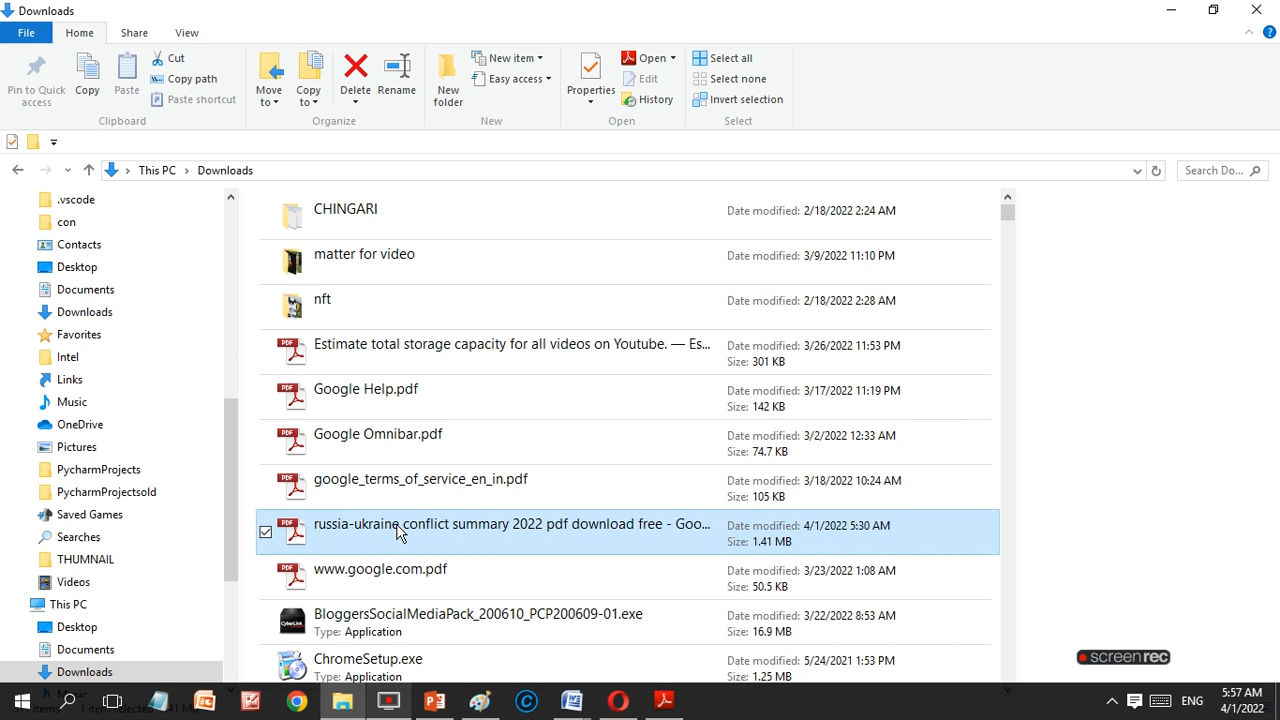 Downloads
File Home Share View
Pin to Quick access
Copy
Paste
Cut
Copy path
Paste shortcut
Clipboard
Move to
Copy to
Delete
Rename
Organize
New folder
New item
Easy access
New
Properties
Open
Edit
History
Open
Select all
Select none
Invert selection
Select
This PC Downloads
Search Do...
.vscode
con
Contacts
Desktop
Documents
Downloads
Favorites
Intel
Links
Music
OneDrive
Pictures
PycharmProjects
PycharmProjectsold
Saved Games
Searches
THUMNAIL
Videos
This PC
Desktop
Documents
Downloads
CHINGARI Date modified: 2/18/2022 2:24 AM
matter for video Date modified: 3/9/2022 11:10 PM
nft Date modified: 2/18/2022 2:28 AM
Estimate total storage capacity for all videos on Youtube. — Es... Date modified: 3/26/2022 11:53 PM
Size: 301 KB
Google Help.pdf Date modified: 3/17/2022 11:19 PM
Size: 142 KB
Google Omnibar.pdf Date modified: 3/2/2022 12:33 AM
Size: 74.7 KB
google_terms_of_service_en_in.pdf Date modified: 3/18/2022 10:24 AM
Size: 105 KB
russia-ukraine conflict summary 2022 pdf download free - Goo... Date modified: 4/1/2022 5:30 AM
Size: 1.41 MB
www.google.com.pdf Date modified: 3/23/2022 1:08 AM
Size: 50.5 KB
BloggersSocialMediaPack_200610_PCP200609-01.exe Date modified: 3/22/2022 8:53 AM
Type: Application Size: 16.9 MB
ChromeSetup.exe Date modified: 5/24/2021 1:53 PM
Type: Application Size: 1.25 MB
screenrec
ENG
5:57 AM
4/1/2022